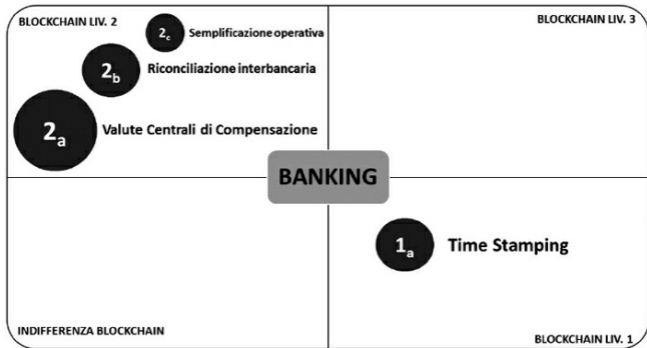 BLOCKCHAIN LIV. 2
BLOCKCHAIN LIV. 3
2c Semplificazione operativa
2b Riconciliazione interbancaria
2a Valute Centrali di Compensazione
BANKING
1a Time Stamping
INDIFFERENZA BLOCKCHAIN
BLOCKCHAIN LIV. 1